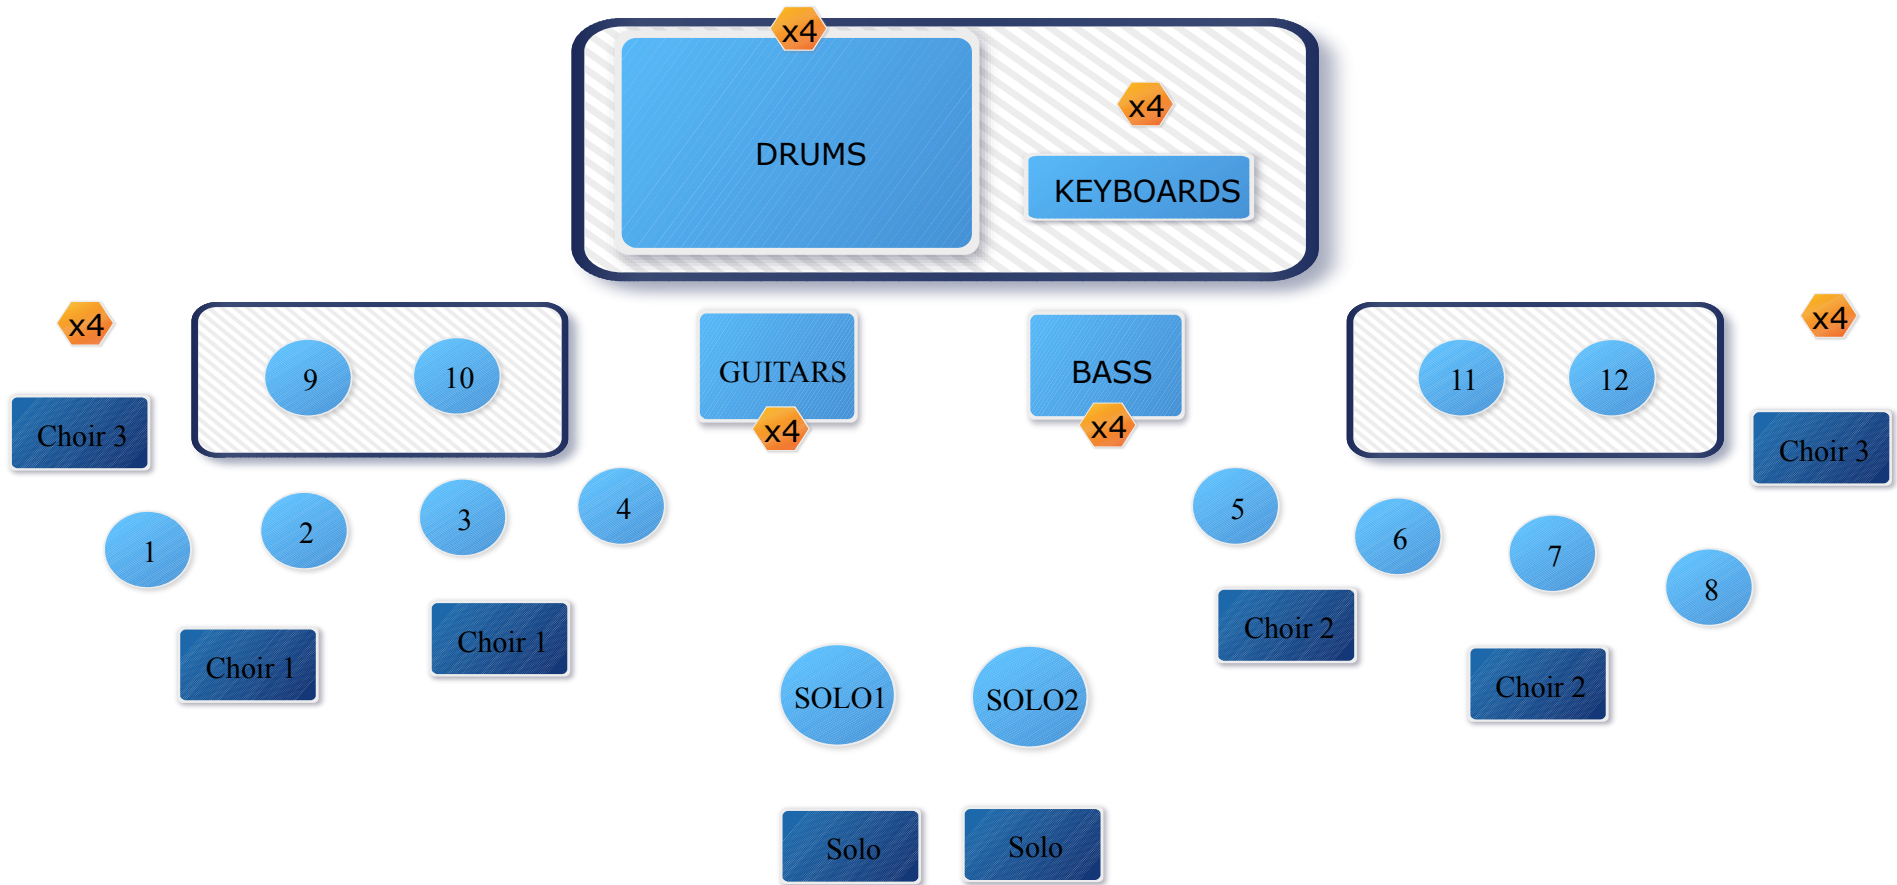 x4
DRUMS
x4
KEYBOARDS
x4
9
10
GUITARS
x4
BASS
x4
11
12
x4
Choir 3
Choir 3
1
2
3
4
5
6
7
8
Choir 1
Choir 1
Choir 2
Choir 2
SOLO1
SOLO2
Solo
Solo